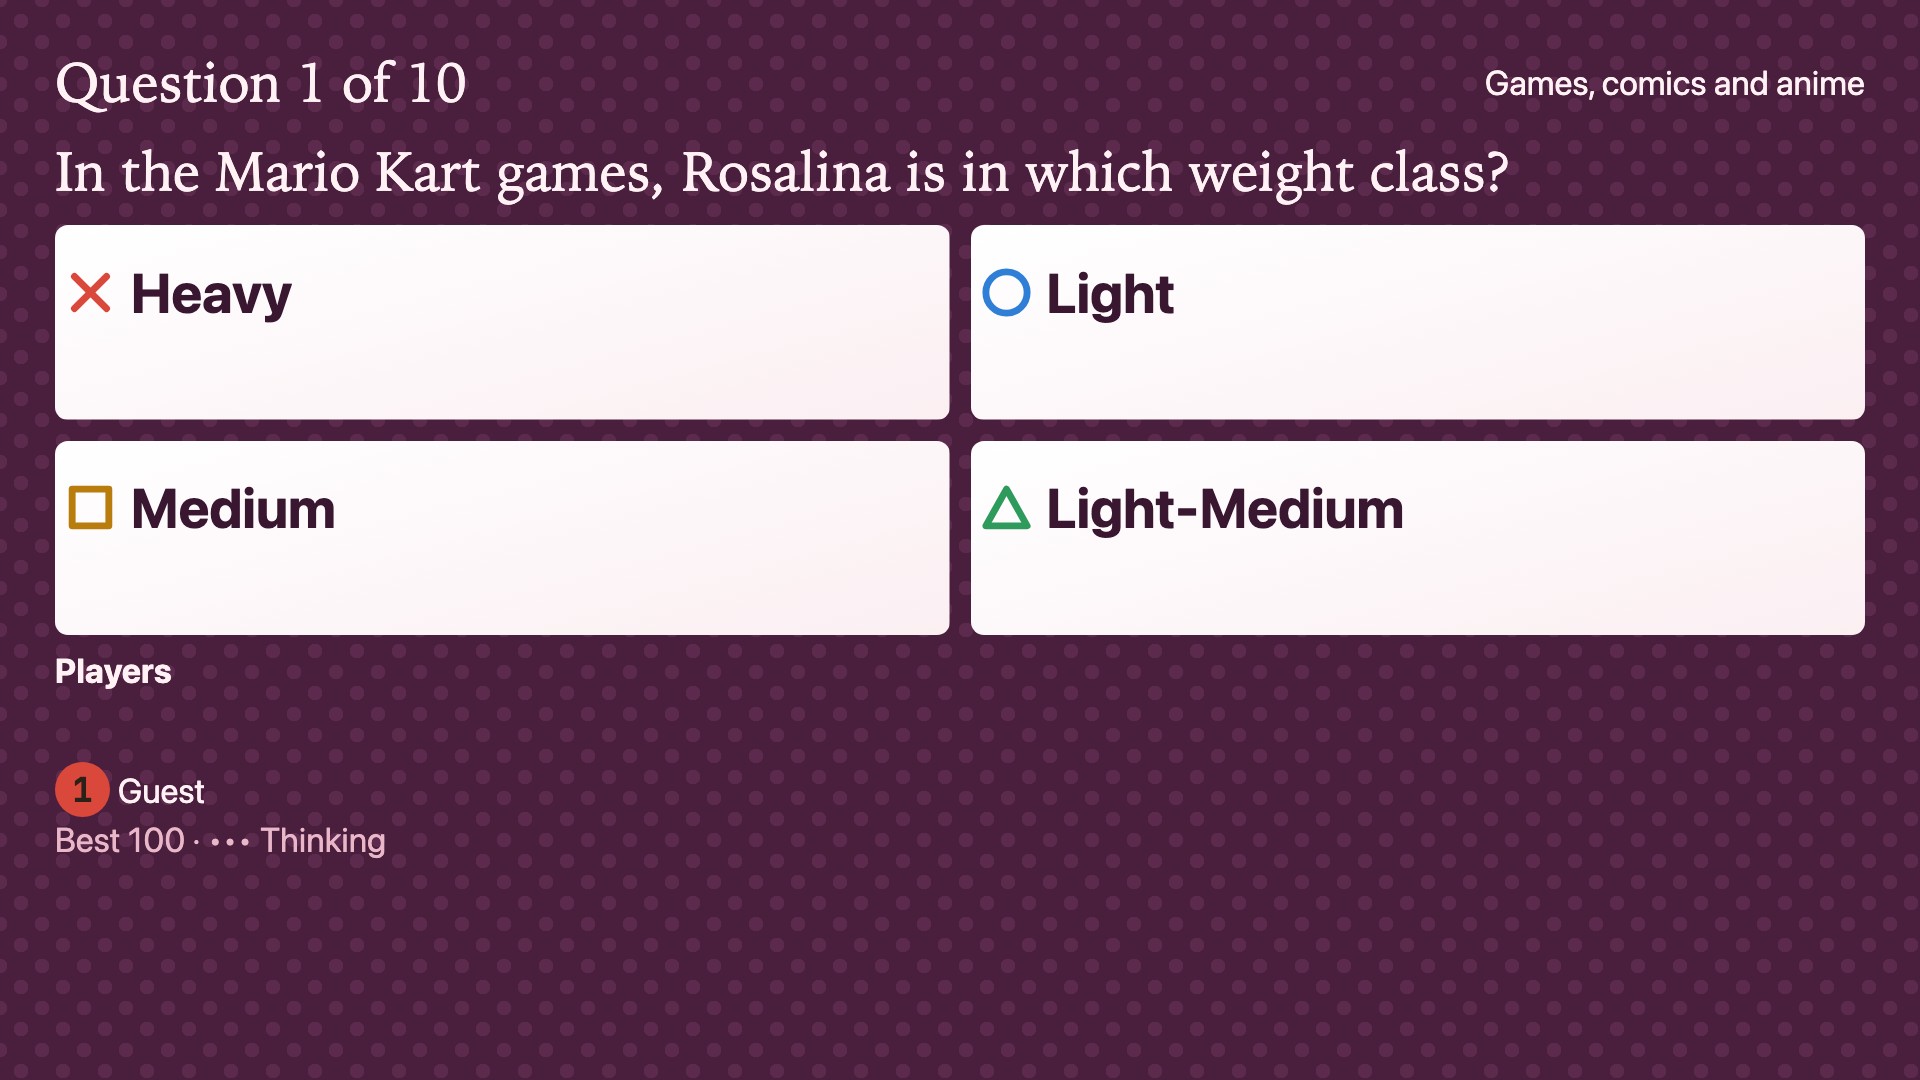 Question 1 of 10
Games, comics and anime
In the Mario Kart games, Rosalina is in which weight class?
Heavy
Light
Medium
Light-Medium
Players
1 Guest
Best 100 · ••• Thinking